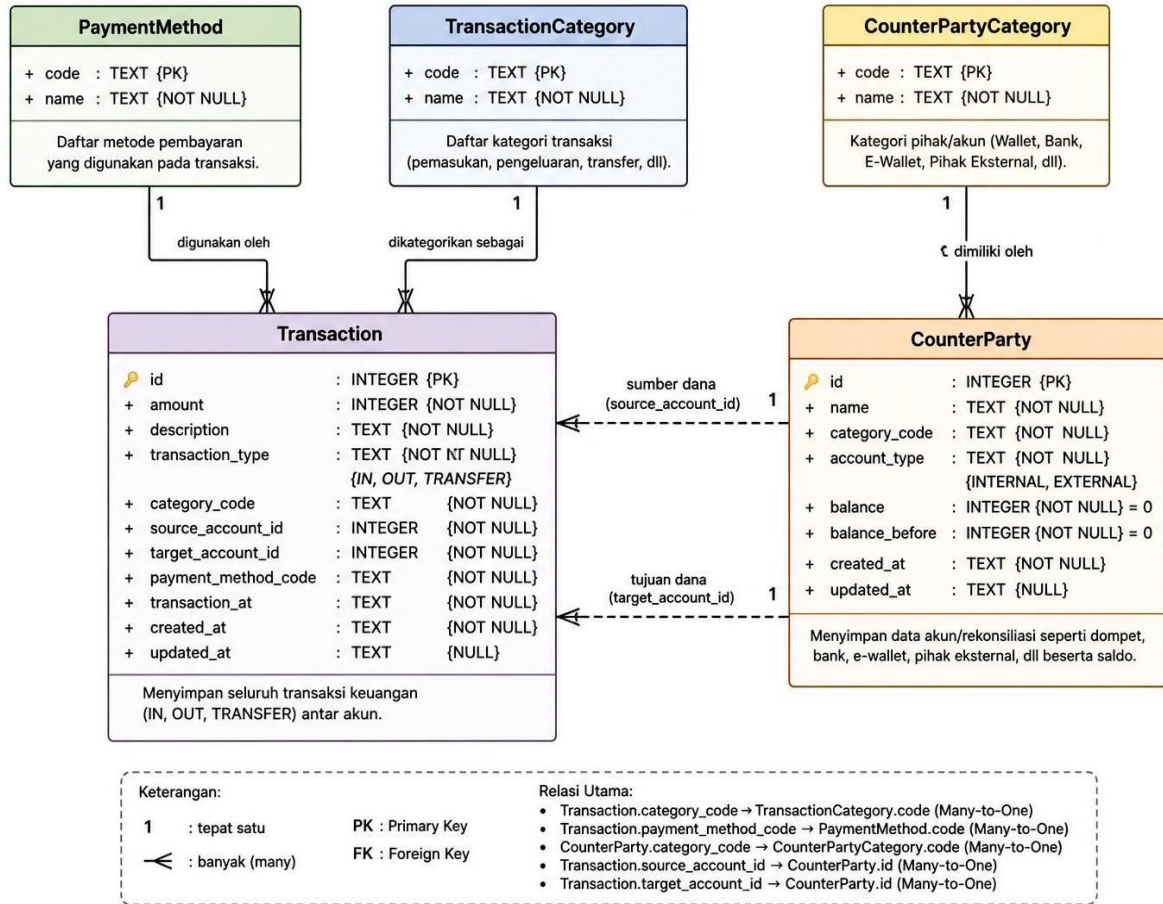 PaymentMethod
+ code : TEXT {PK}
+ name : TEXT {NOT NULL}
Daftar metode pembayaran
yang digunakan pada transaksi.
TransactionCategory
+ code : TEXT {PK}
+ name : TEXT {NOT NULL}
Daftar kategori transaksi
(pemasukan, pengeluaran, transfer, dll).
CounterPartyCategory
+ code : TEXT {PK}
+ name : TEXT {NOT NULL}
Kategori pihak/akun (Wallet, Bank,
E-Wallet, Pihak Eksternal, dll).
1
digunakan oleh
1
dikategorikan sebagai
1
dimiliki oleh
Transaction
id : INTEGER {PK}
+ amount : INTEGER {NOT NULL}
+ description : TEXT {NOT NULL}
+ transaction_type : TEXT {NOT NT NULL}
{IN, OUT, TRANSFER}
+ category_code : TEXT {NOT NULL}
+ source_account_id : INTEGER {NOT NULL}
+ target_account_id : INTEGER {NOT NULL}
+ payment_method_code : TEXT {NOT NULL}
+ transaction_at : TEXT {NOT NULL}
+ created_at : TEXT {NOT NULL}
+ updated_at : TEXT {NULL}
Menyimpan seluruh transaksi keuangan
(IN, OUT, TRANSFER) antar akun.
sumber dana
(source_account_id)
1
tujuan dana
(target_account_id)
1
CounterParty
id : INTEGER {PK}
+ name : TEXT {NOT NULL}
+ category_code : TEXT {NOT NULL}
+ account_type : TEXT {NOT NULL}
{INTERNAL, EXTERNAL}
+ balance : INTEGER {NOT NULL} = 0
+ balance_before : INTEGER {NOT NULL} = 0
+ created_at : TEXT {NOT NULL}
+ updated_at : TEXT {NULL}
Menyimpan data akun/rekonsiliasi seperti dompet,
bank, e-wallet, pihak eksternal, dll beserta saldo.
Keterangan:
1 : tepat satu
: banyak (many)
PK : Primary Key
FK : Foreign Key
Relasi Utama:
• Transaction.category_code → TransactionCategory.code (Many-to-One)
• Transaction.payment_method_code → PaymentMethod.code (Many-to-One)
• CounterParty.category_code → CounterPartyCategory.code (Many-to-One)
• Transaction.source_account_id → CounterParty.id (Many-to-One)
• Transaction.target_account_id → CounterParty.id (Many-to-One)